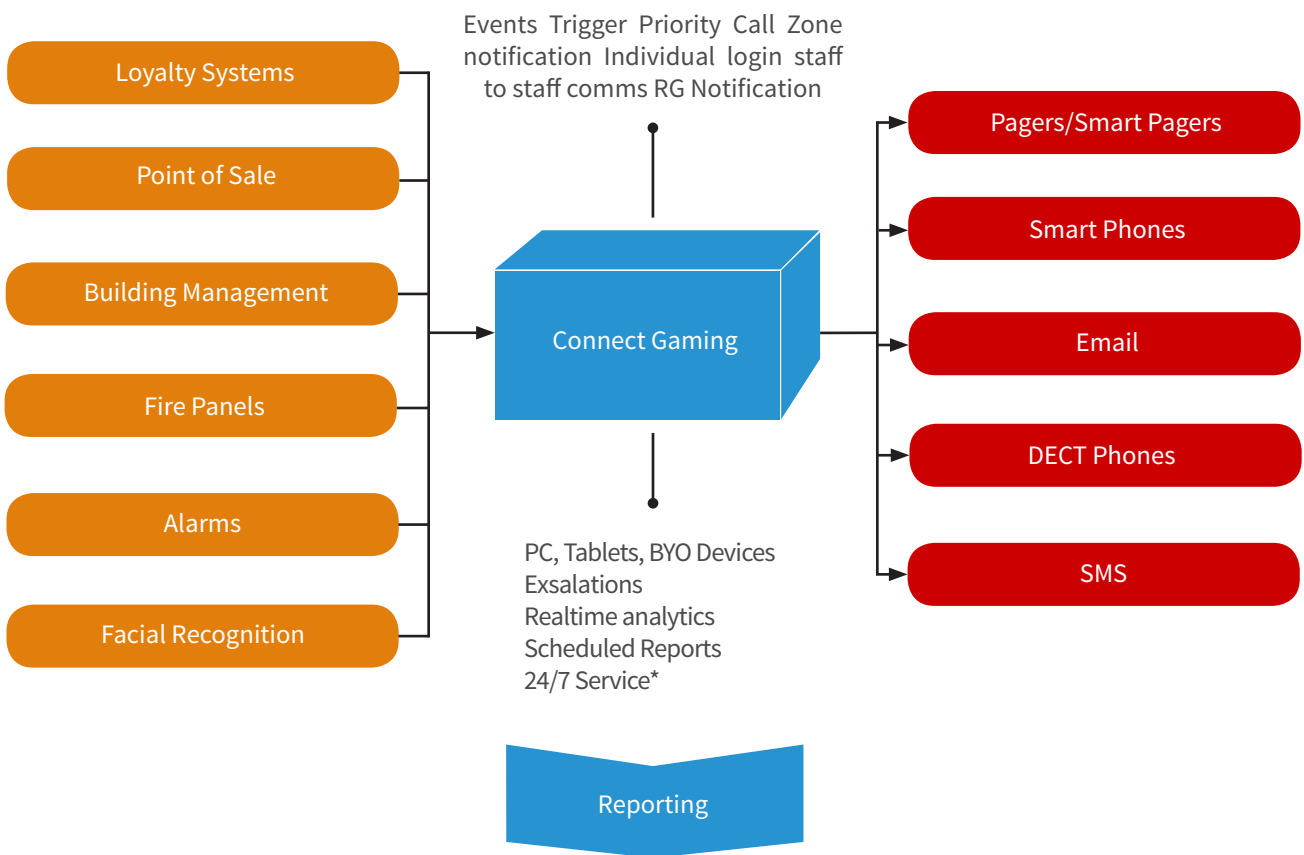 Events Trigger Priority Call Zone
notification Individual login staff
to staff comms RG Notification
Loyalty Systems
Point of Sale
Building Management
Fire Panels
Alarms
Facial Recognition
Connect Gaming
Pagers/Smart Pagers
Smart Phones
Email
DECT Phones
SMS
PC, Tablets, BYO Devices
Exsalations
Realtime analytics
Scheduled Reports
24/7 Service*
Reporting